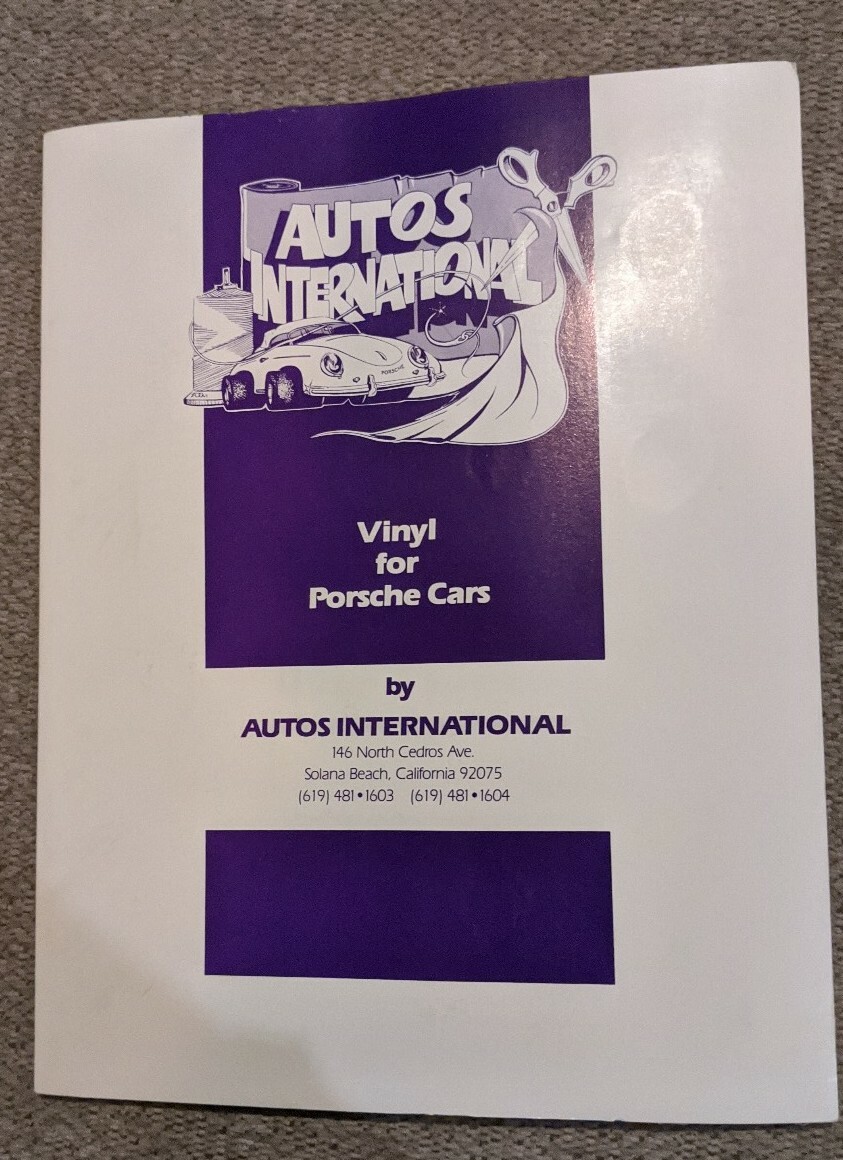 AUTOS
INTERNATIONAL
PORSCHE
Vinyl
for
Porsche Cars
by
AUTOS INTERNATIONAL
146 North Cedros Ave.
Solana Beach, California 92075
(619) 481•1603 (619) 481•1604